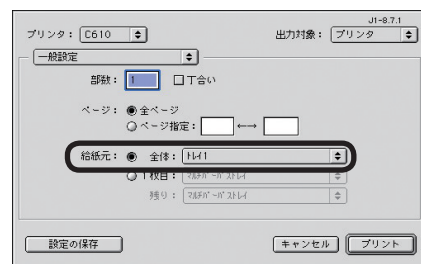 J1-8.7.1
プリンタ： C610 出力対象： プリンタ
一般設定
部数： 1 丁合い
ページ： 全ページ
ページ指定：
給紙元： 全体： トレイ1
1枚目： マルチパーパストレイ
残り： マルチパーパストレイ
設定の保存 キャンセル プリント